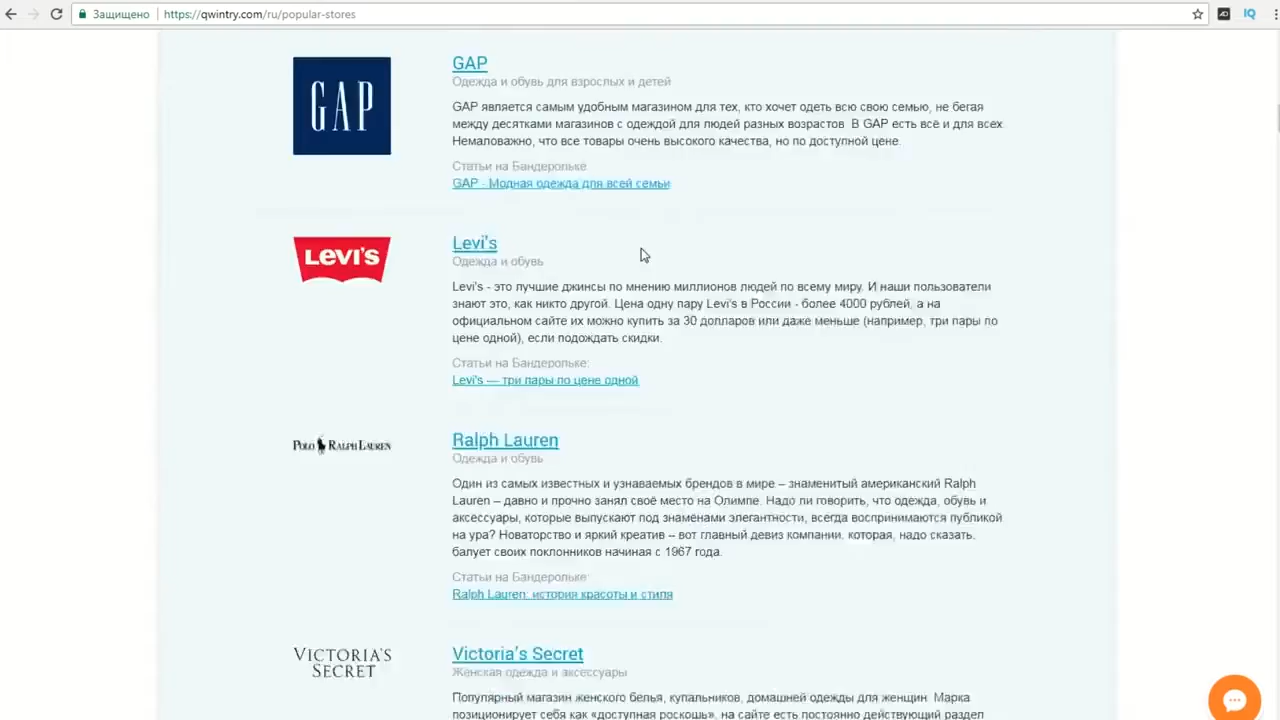 Защищено https://qwintry.com/ru/popular-stores
IQ
GAP
GAP
Одежда и обувь для взрослых и детей
GAP является самым удобным магазином для тех, кто хочет одеть всю свою семью, не бегая
между десятками магазинов с одеждой для людей разных возрастов. В GAP есть всё и для всех.
Немаловажно, что все товары очень высокого качества, но по доступной цене.
Статьи на Бандерольке:
GAP - Модная одежда для всей семьи
LEVI'S
Levi's
Одежда и обувь
Levi's - это лучшие джинсы по мнению миллионов людей по всему миру. И наши пользователи
знают это, как никто другой. Цена одну пару Levi's в России - более 4000 рублей, а на
официальном сайте их можно купить за 30 долларов или даже меньше (например, три пары по
цене одной), если подождать скидки.
Статьи на Бандерольке:
Levi's — три пары по цене одной
POLO RALPH LAUREN
Ralph Lauren
Одежда и обувь
Один из самых известных и узнаваемых брендов в мире – знаменитый американский Ralph
Lauren – давно и прочно занял своё место на Олимпе. Надо ли говорить, что одежда, обувь и
аксессуары, которые выпускают под знаменами элегантности, всегда воспринимаются публикой
на ура? Новаторство и яркий креатив – вот главный девиз компании, которая, надо сказать,
балует своих поклонников начиная с 1967 года.
Статьи на Бандерольке:
Ralph Lauren: история красоты и стиля
VICTORIA'S
SECRET
Victoria's Secret
Женская одежда и аксессуары
Популярный магазин женского белья, купальников, домашней одежды для женщин. Марка
позиционирует себя как «доступная роскошь», на сайте есть постоянно действующий раздел